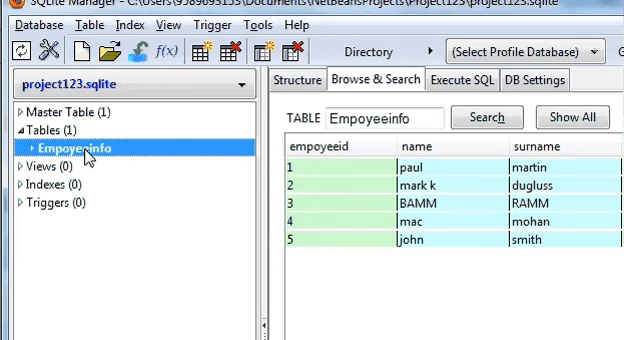 SQLite Manager - C:\Users\9589693153\Documents\NetBeansProjects\Project123\project123.sqlite
Database Table Index View Trigger Tools Help
f(x) Directory (Select Profile Database)
project123.sqlite
Structure Browse & Search Execute SQL DB Settings
Master Table (1)
Tables (1)
Empoyeeinfo
Views (0)
Indexes (0)
Triggers (0)
TABLE Empoyeeinfo Search Show All
empoyeeid name surname
1 paul martin
2 mark k dugluss
3 BAMM RAMM
4 mac mohan
5 john smith